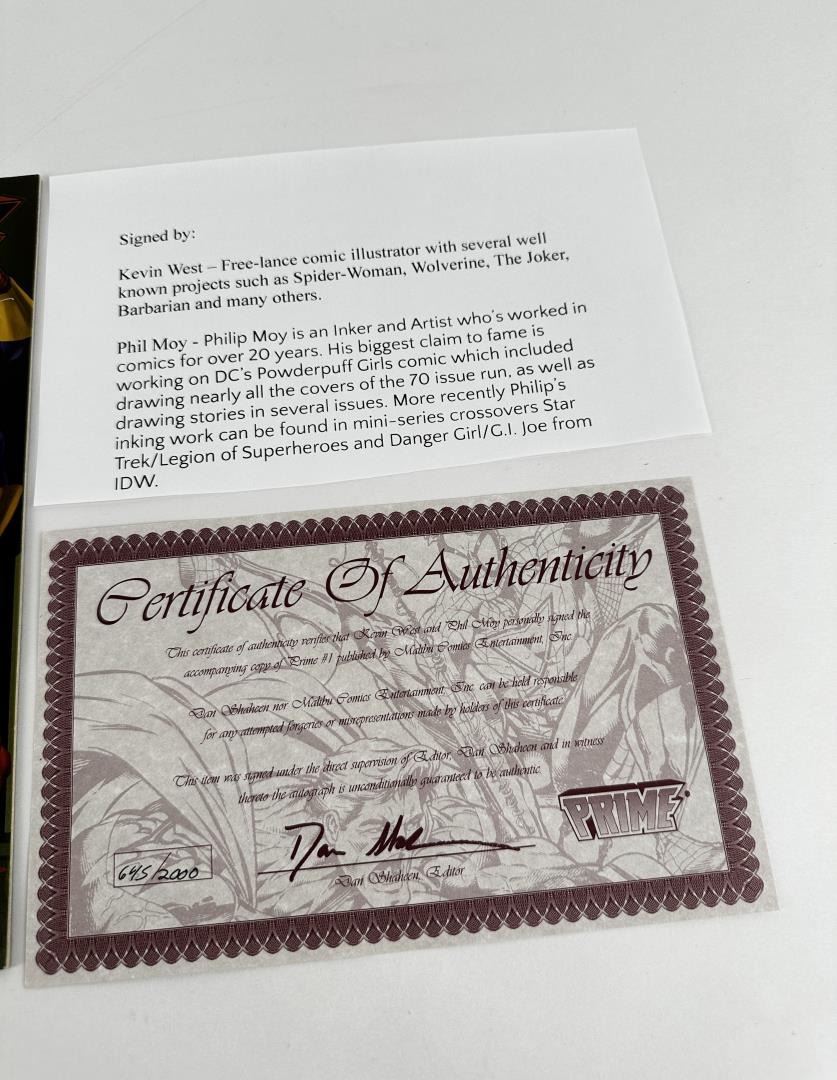 Signed by:
Kevin West – Free-lance comic illustrator with several well
known projects such as Spider-Woman, Wolverine, The Joker,
Barbarian and many others.
Phil Moy - Philip Moy is an Inker and Artist who's worked in
comics for over 20 years. His biggest claim to fame is
working on DC's Powderpuff Girls comic which included
drawing nearly all the covers of the 70 issue run, as well as
drawing stories in several issues. More recently Philip's
inking work can be found in mini-series crossovers Star
Trek/Legion of Superheroes and Danger Girl/G.I. Joe from
IDW.
Certificate Of Authenticity
This certificate of authenticity verifies that Kevin West and Phil Moy personally signed the
accompanying copy of Prime #1 published by Malibu Comics Entertainment, Inc.
Dan Shaheen nor Malibu Comics Entertainment, Inc. can be held responsible
for any attempted forgeries or misrepresentations made by holders of this certificate.
This item was signed under the direct supervision of Editor, Dan Shaheen and in witness
thereto the autograph is unconditionally guaranteed to be authentic.
PRIME
645/2000
Dan Shaheen, Editor